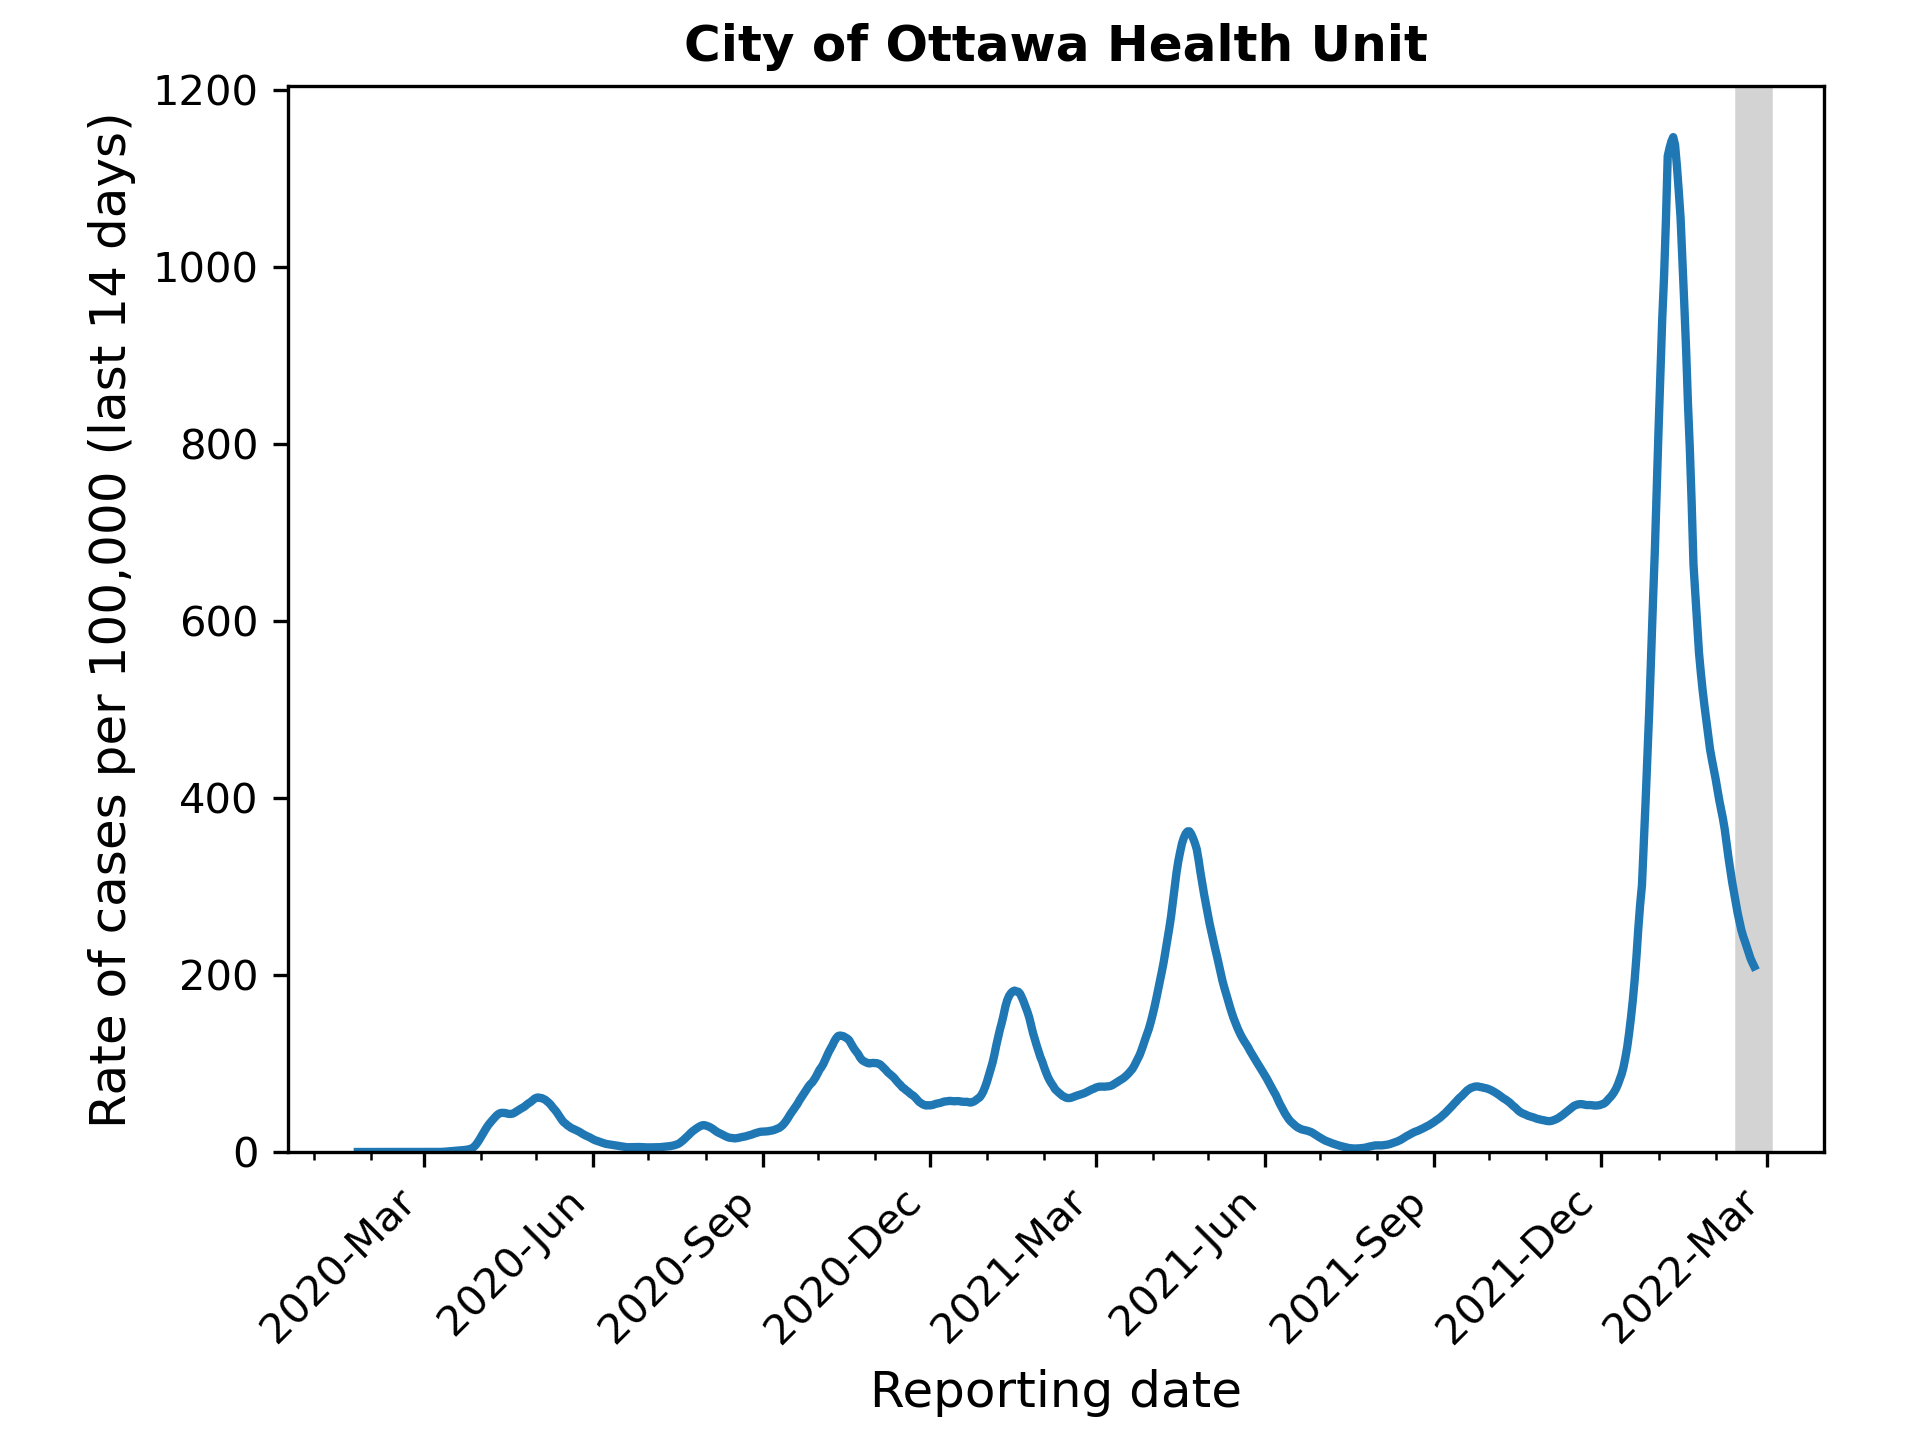 City of Ottawa Health Unit
Rate of cases per 100,000 (last 14 days)
1200
1000
800
600
400
200
0
2020-Mar
2020-Jun
2020-Sep
2020-Dec
2021-Mar
2021-Jun
2021-Sep
2021-Dec
2022-Mar
Reporting date